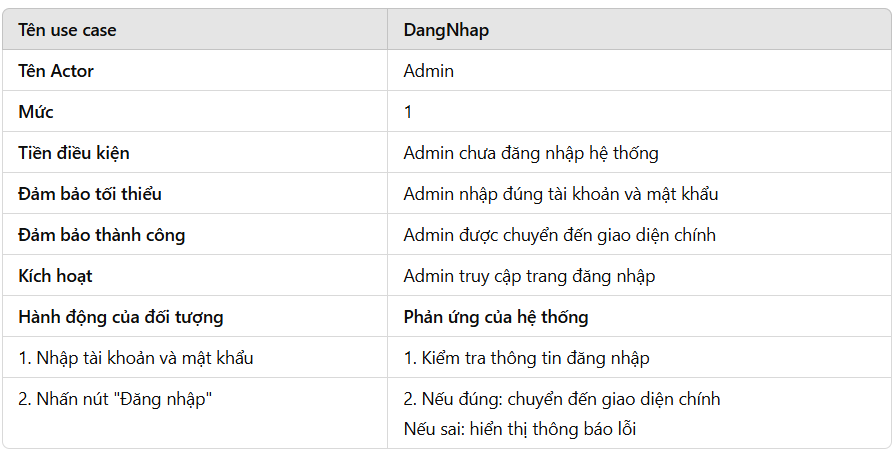 Tên use case DangNhap
Tên Actor Admin
Mức 1
Tiền điều kiện Admin chưa đăng nhập hệ thống
Đảm bảo tối thiểu Admin nhập đúng tài khoản và mật khẩu
Đảm bảo thành công Admin được chuyển đến giao diện chính
Kích hoạt Admin truy cập trang đăng nhập
Hành động của đối tượng Phản ứng của hệ thống
1. Nhập tài khoản và mật khẩu 1. Kiểm tra thông tin đăng nhập
2. Nhấn nút "Đăng nhập" 2. Nếu đúng: chuyển đến giao diện chính
Nếu sai: hiển thị thông báo lỗi